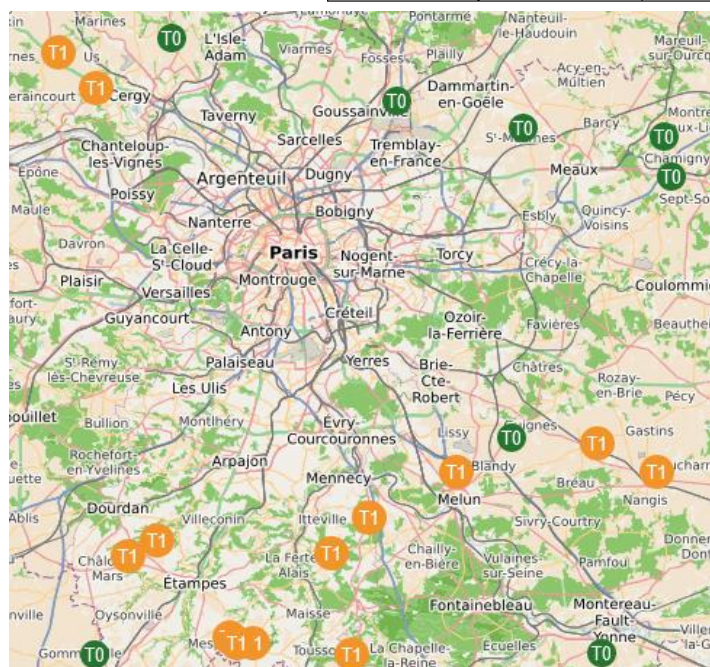 Marines
Pontarmé
Nanteuil-
le-Haudouin
T0
T1
Us
L'Isle-
Adam
Viarmes
Fosses
Plailly
Mareuil-
sur-Ourcq
T1
Cergy
Taverny
Goussainville
T0
Dammartin-
en-Goële
Acy-en-
Multien
Sarcelles
T0
Barcy
T0
Chanteloup-
les-Vignes
Tremblay-
en-France
Chamigny
Argenteuil
Dugny
Meaux
T0
Épône
Poissy
Bobigny
Maule
Nanterre
Esbly
Quincy-
Voisins
Davron
La Celle-
St-Cloud
Paris
Nogent-
sur-Marne
Torcy
Crécy-la-
Chapelle
Plaisir
Montrouge
Versailles
Guyancourt
Créteil
Ozoir-
la-Ferrière
Favières
Antony
St-Rémy-
lès-Chevreuse
Palaiseau
Yerres
Brie-
Cte-
Robert
Châtres
Rozay-
en-Brie
Pécy
Les Ulis
Bullion
Montlhéry
Évry-
Courcouronnes
Lissy
T0
T1
Gastins
Rochefort-
en-Yvelines
Arpajon
Mennecy
T1
Blandy
T1
Bréau
Nangis
Ablis
Dourdan
Villeconin
Itteville
T1
Melun
Sivry-Courtry
T1
T1
La Ferté
Alais
T1
Chailly-
en-Bière
Vulaines-
sur-Seine
Pamfou
Mars
Étampes
Oysonville
Maisse
Fontainebleau
Montereau-
Fault-
Yonne
T0
T1
T1
La Chapelle-
la-Reine
Écuelles
T0